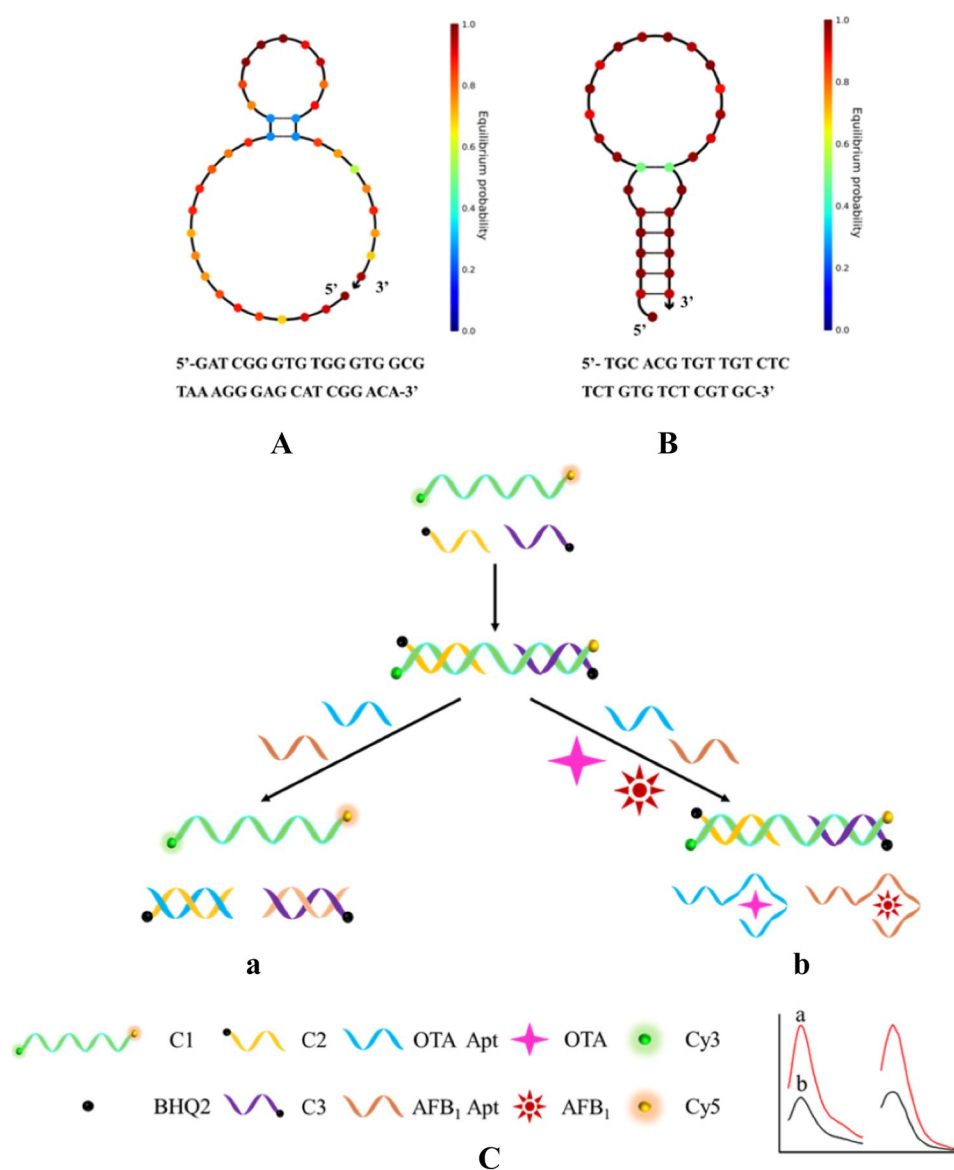 1.0
0.8
0.6
0.4
0.2
0.0
Equilibrium probability
5’
3’
5’-GAT CGG GTG TGG GTG GCG
TAA AGG GAG CAT CGG ACA-3’
A
1.0
0.8
0.6
0.4
0.2
0.0
Equilibrium probability
3’
5’
5’- TGC ACG TGT TGT CTC
TCT GTG TCT CGT GC-3’
B
a
b
C1
C2
OTA Apt
OTA
Cy3
BHQ2
C3
AFB₁ Apt
AFB₁
Cy5
a
b
C